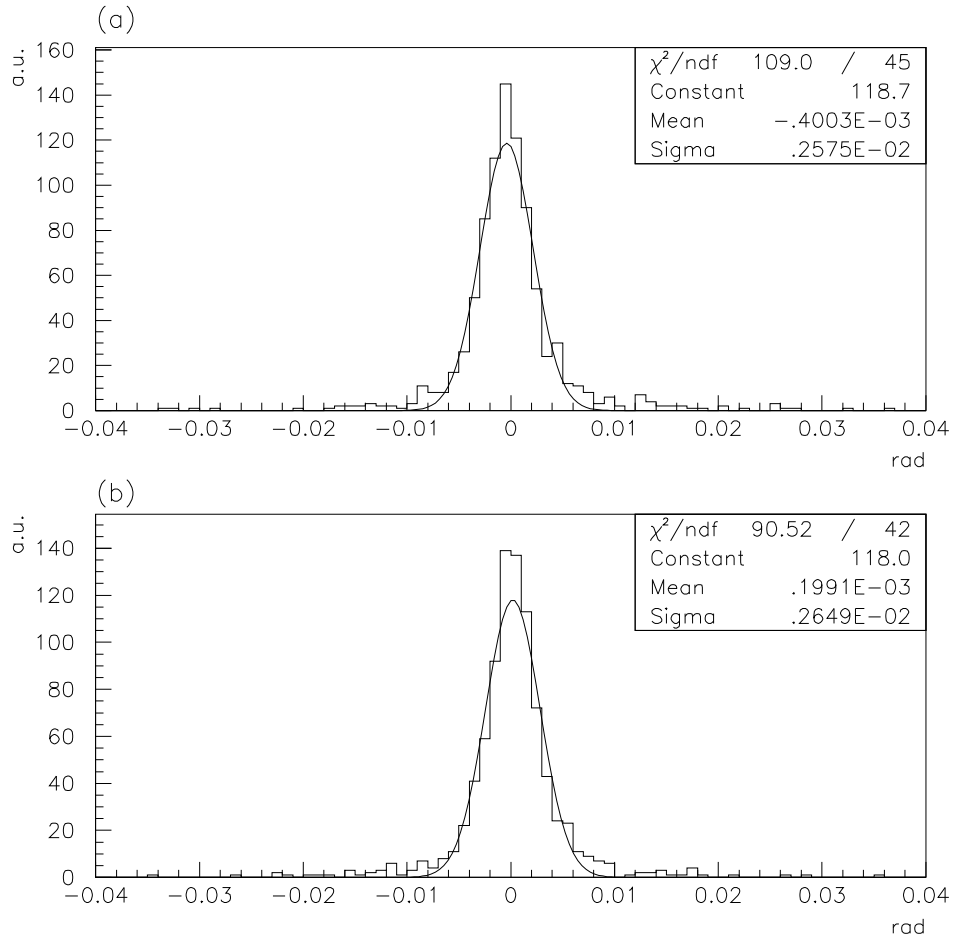 (a)
a.u.
160
140
120
100
80
60
40
20
0
χ²/ndf 109.0 / 45
Constant 118.7
Mean −.4003E−03
Sigma .2575E−02
−0.04 −0.03 −0.02 −0.01 0 0.01 0.02 0.03 0.04
rad
(b)
a.u.
140
120
100
80
60
40
20
0
χ²/ndf 90.52 / 42
Constant 118.0
Mean .1991E−03
Sigma .2649E−02
−0.04 −0.03 −0.02 −0.01 0 0.01 0.02 0.03 0.04
rad